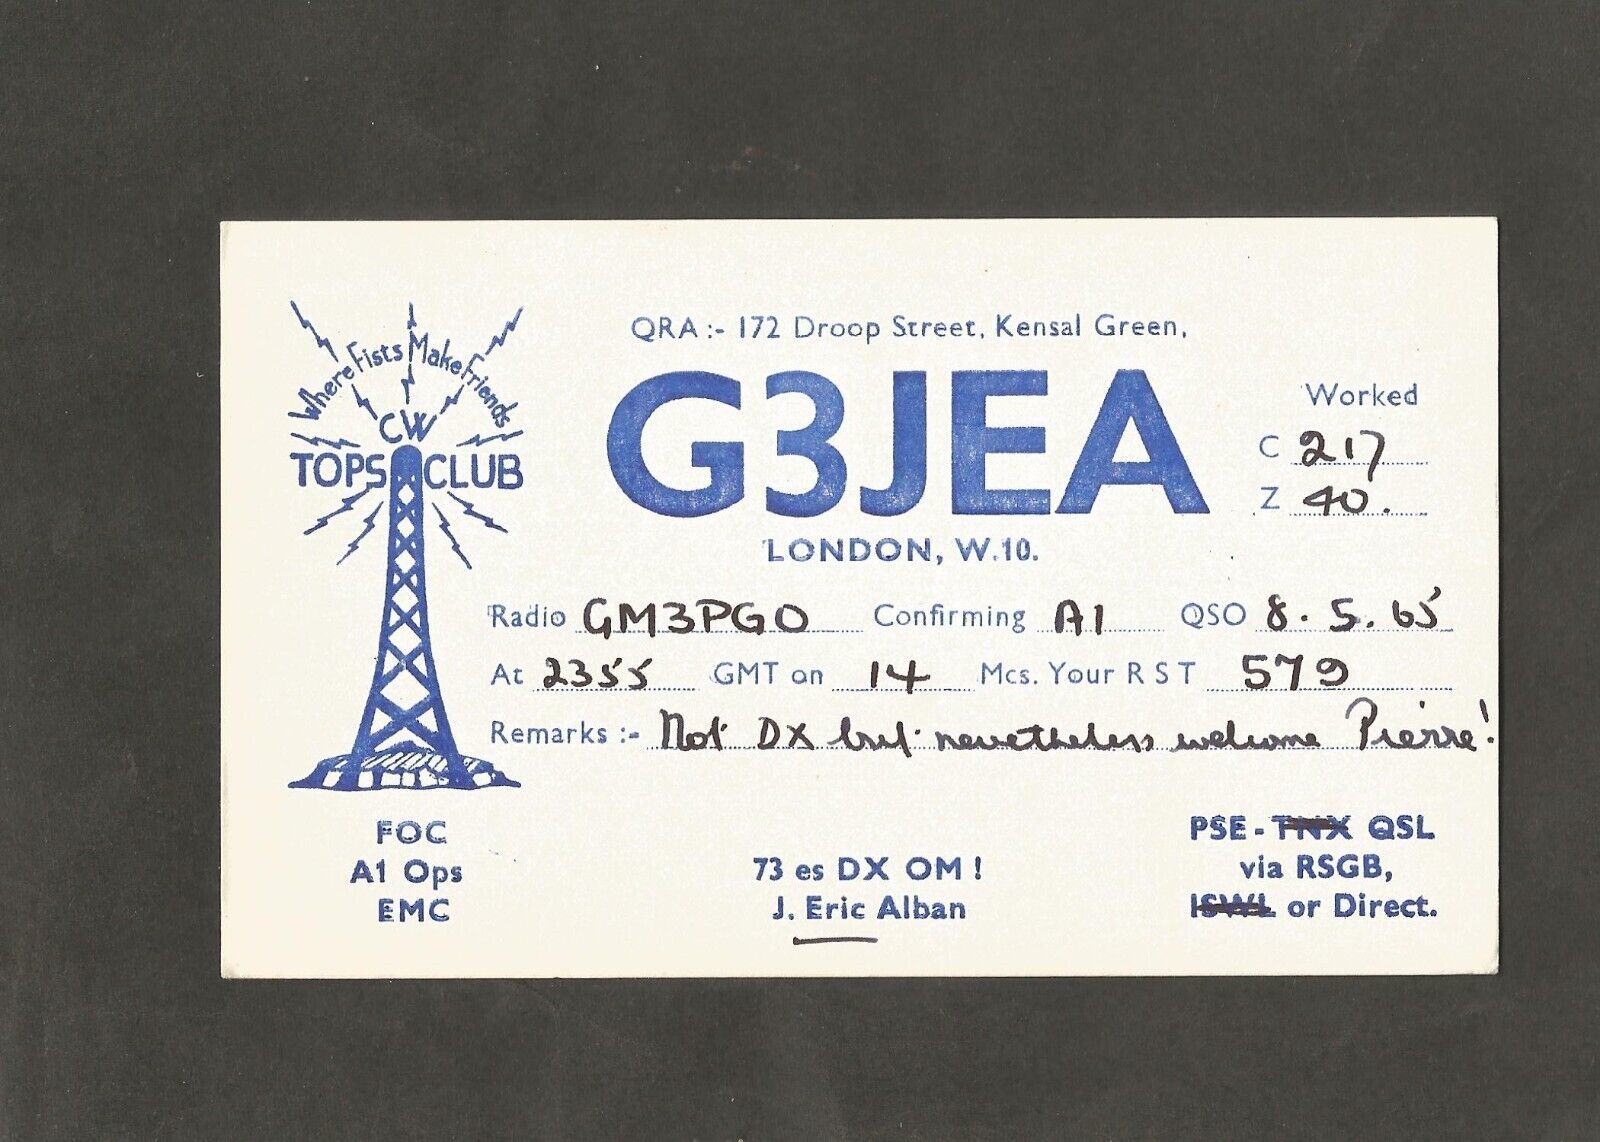 Where Fists Make Friends
CW
TOPS CLUB
QRA :- 172 Droop Street, Kensal Green,
G3JEA
LONDON, W.10.
Worked
C 217
Z 40.
Radio GM3PGO Confirming A1 QSO 8.5.65
At 2355 GMT on 14 Mcs. Your R S T 579
Remarks :- Not DX but nevertheless welcome Pierre!
FOC
A1 Ops
EMC
73 es DX OM !
J. Eric Alban
PSE - TNX QSL
via RSGB,
ISWL or Direct.